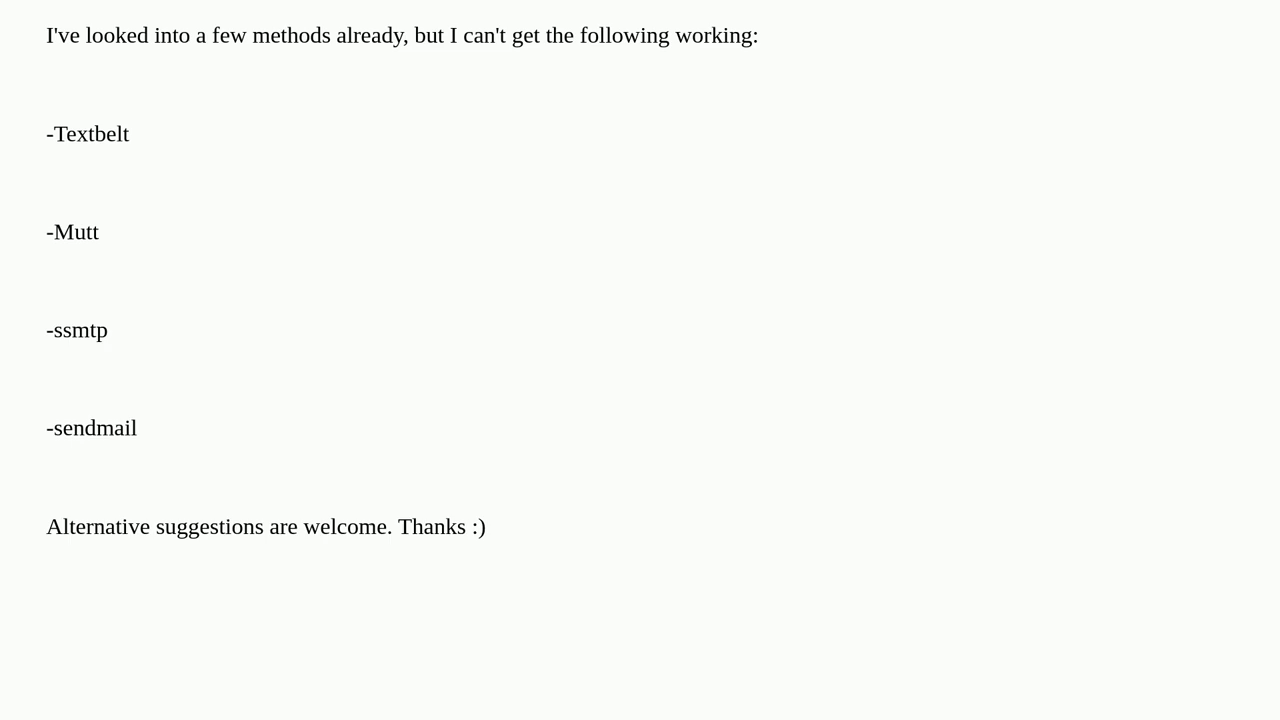 I've looked into a few methods already, but I can't get the following working:
-Textbelt
-Mutt
-ssmtp
-sendmail
Alternative suggestions are welcome. Thanks :)